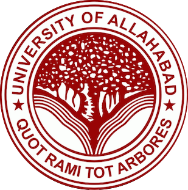 UNIVERSITY OF ALLAHABAD
QUOT RAMI TOT ARBORES